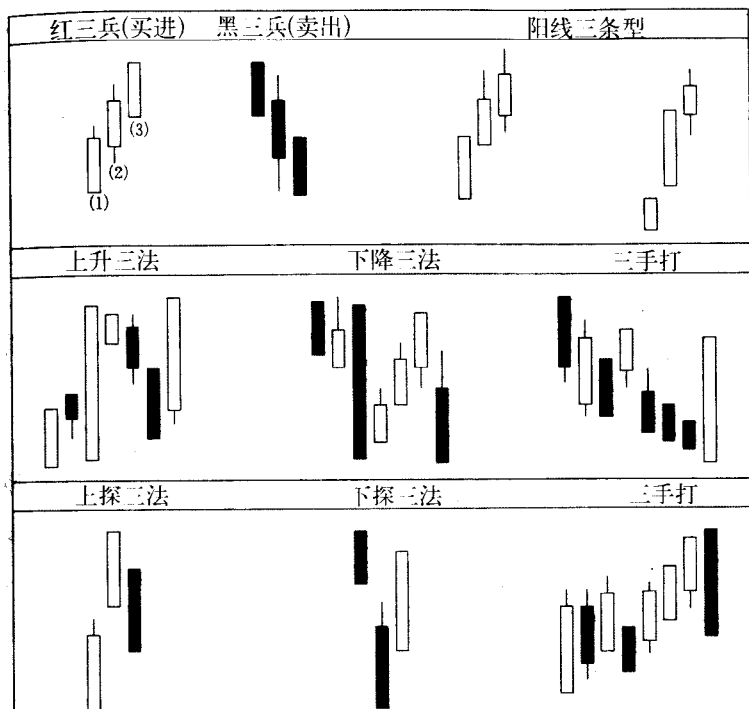 红三兵(买进) 黑三兵(卖出) 阳线三条型
(3)
(2)
(1)
上升三法 下降三法 三手打
上探三法 下探三法 三手打